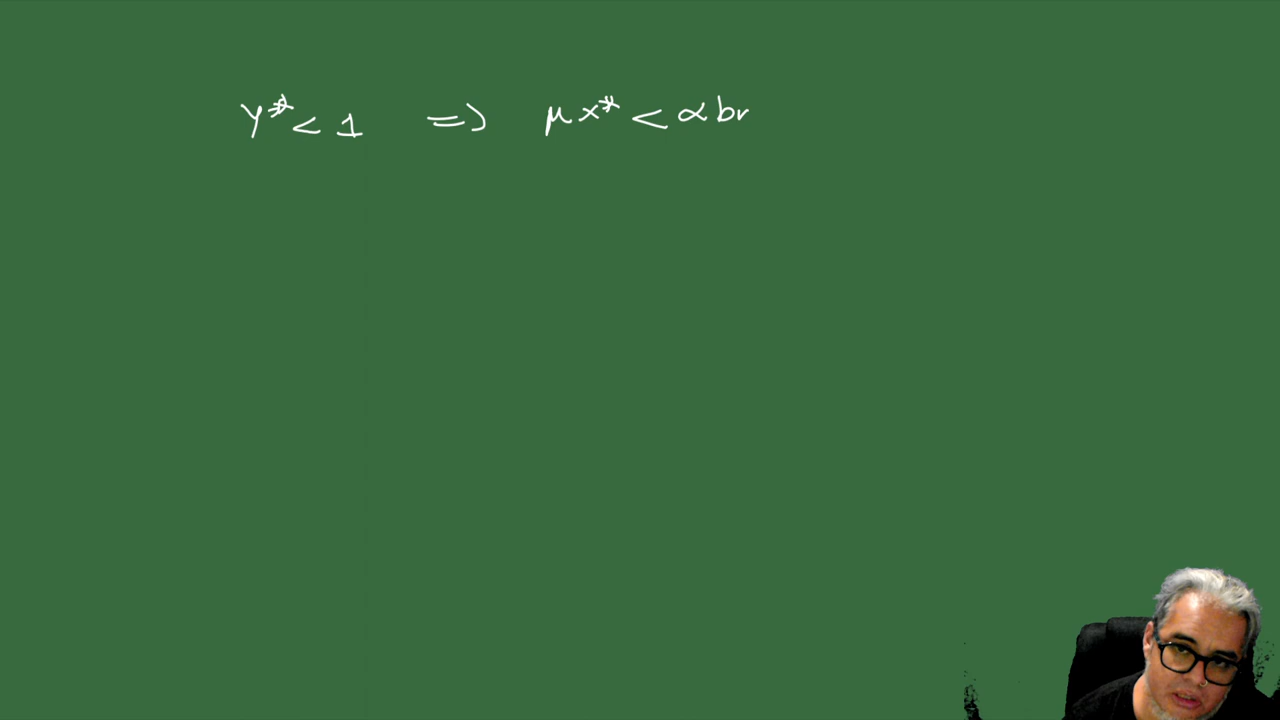 y* < 1 => μx* < αbr